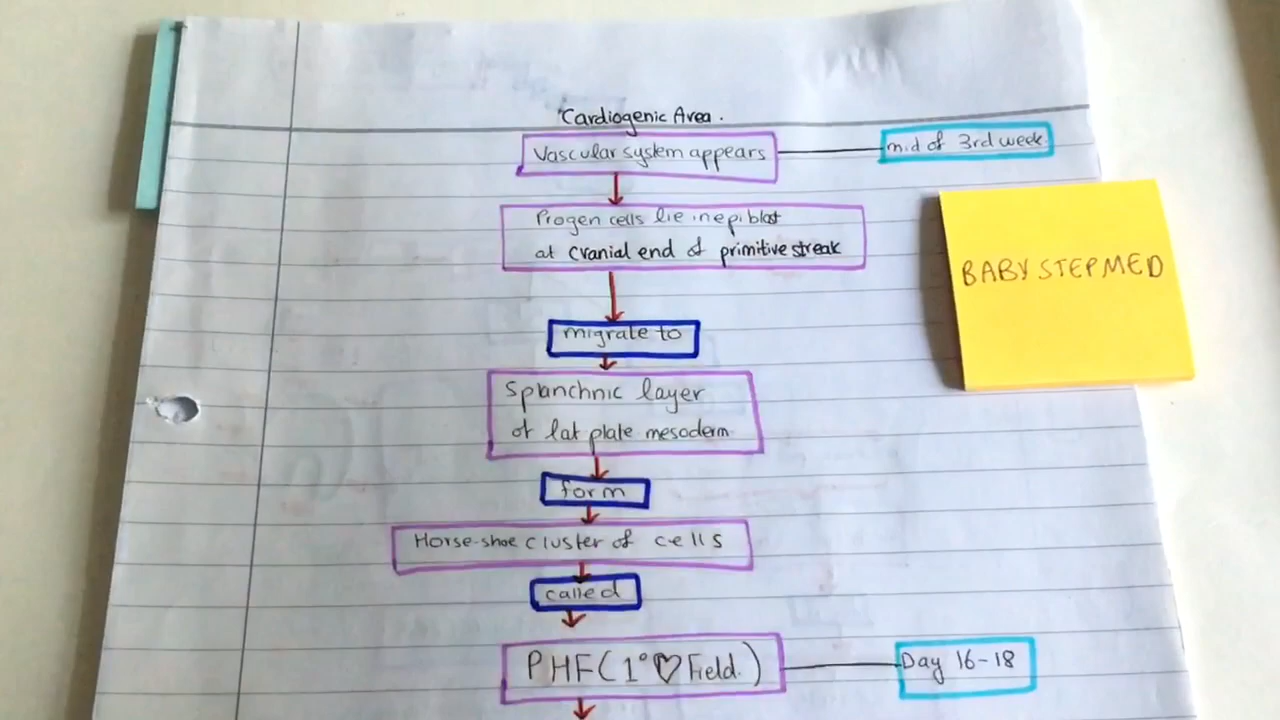 Cardiogenic Area.
Vascular system appears
mid of 3rd week
Progen cells lie in epiblast
at cranial end of primitive streak
BABY STEP MED
migrate to
Splanchnic layer
of lat plate mesoderm
form
Horse-shoe cluster of cells
called
PHF (1° ♡ Field.)
Day 16-18